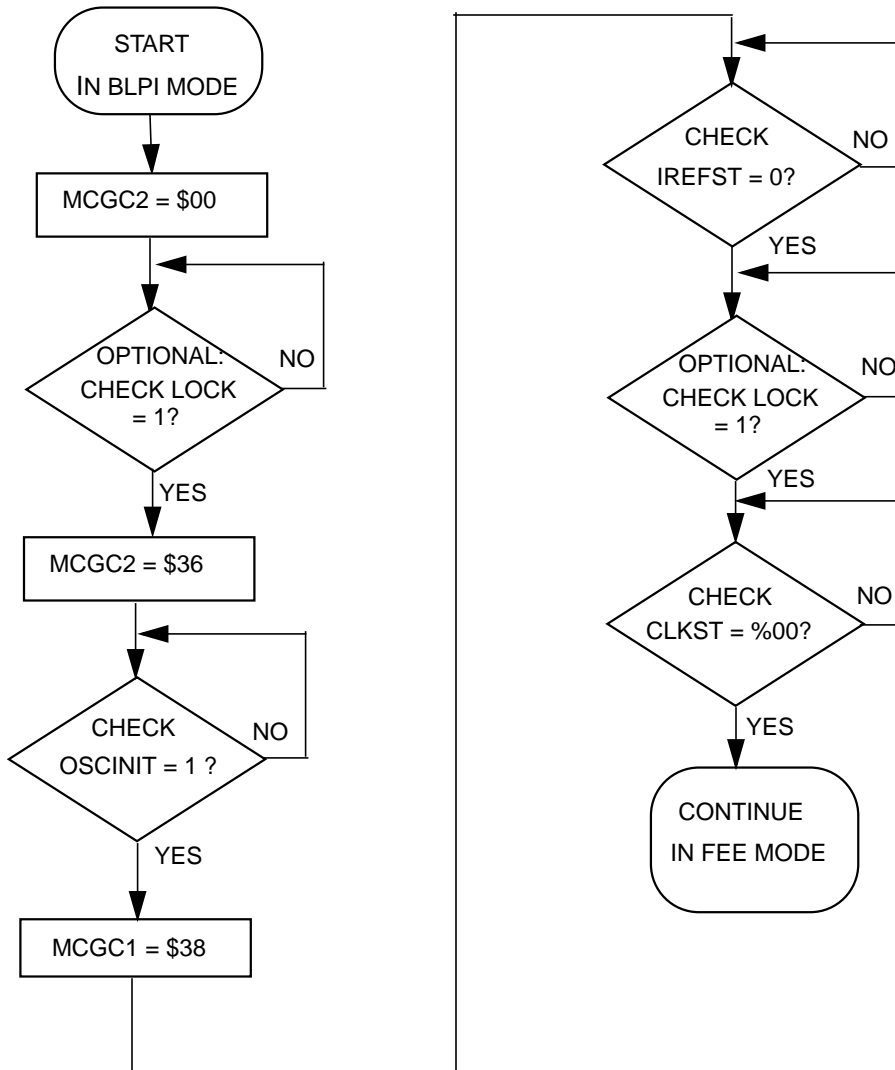 START
IN BLPI MODE
MCGC2 = $00
OPTIONAL:
CHECK LOCK
= 1?
NO
YES
MCGC2 = $36
CHECK
OSCINIT = 1 ?
NO
YES
MCGC1 = $38
CHECK
IREFST = 0?
NO
YES
OPTIONAL:
CHECK LOCK
= 1?
NO
YES
CHECK
CLKST = %00?
NO
YES
CONTINUE
IN FEE MODE